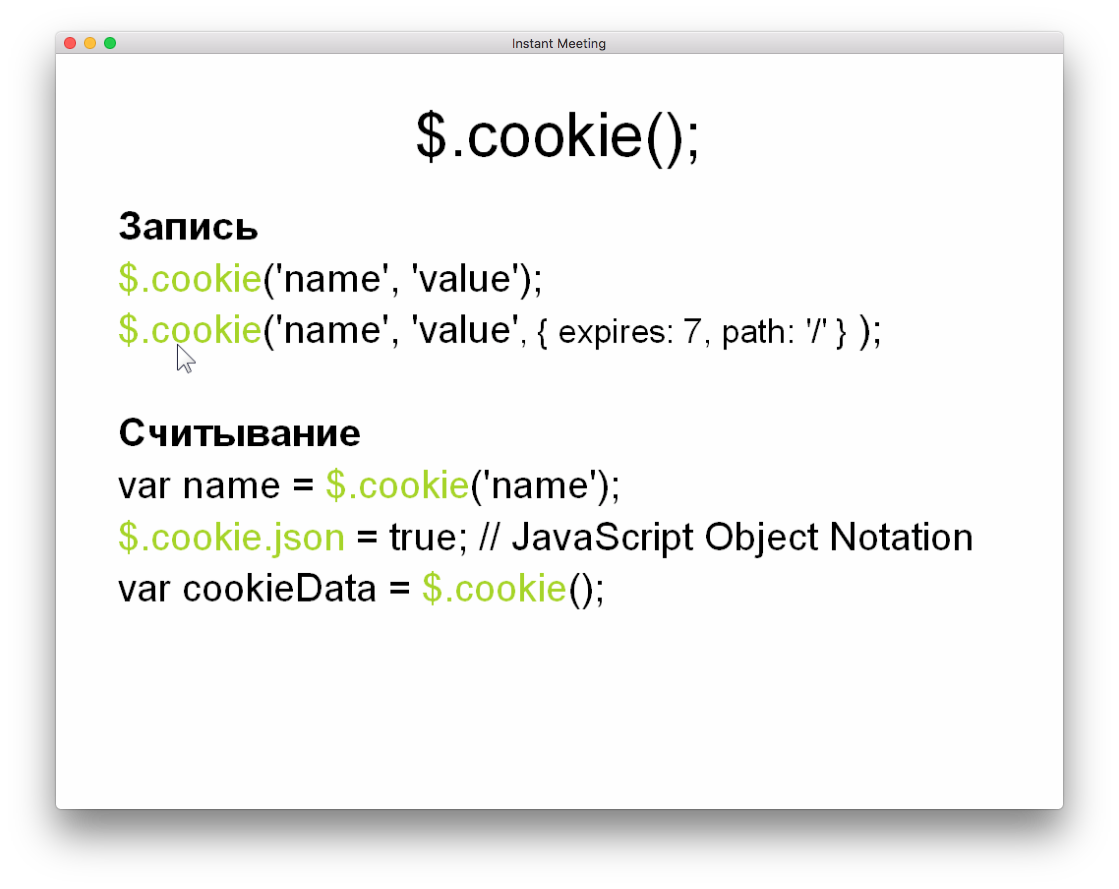 Instant Meeting
$.cookie();
Запись
$.cookie('name', 'value');
$.cookie('name', 'value', { expires: 7, path: '/' } );
Считывание
var name = $.cookie('name');
$.cookie.json = true; // JavaScript Object Notation
var cookieData = $.cookie();